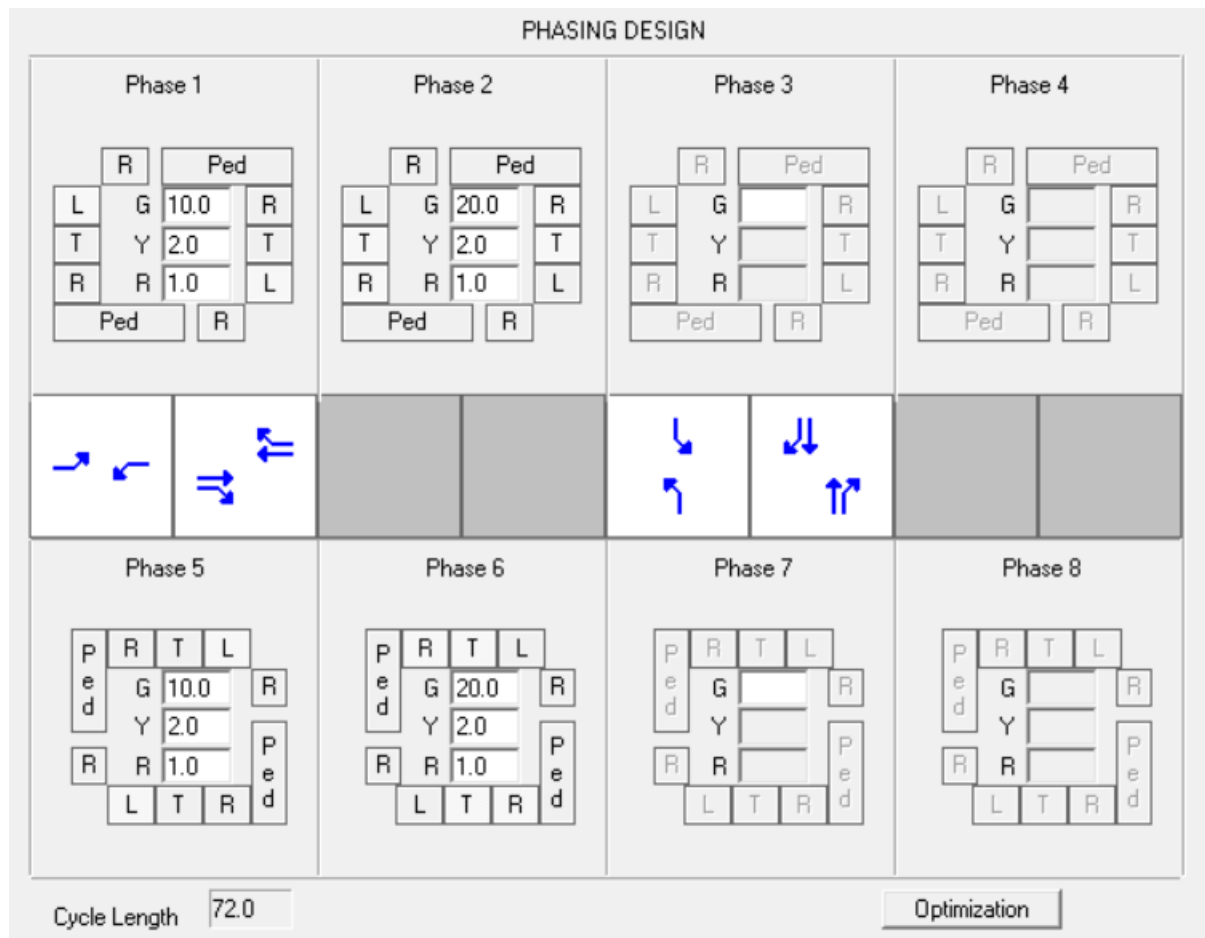 PHASING DESIGN
Phase 1 Phase 2 Phase 3 Phase 4
R Ped R Ped R Ped R Ped
L G 10.0 R L G 20.0 R L G R L G R
T Y 2.0 T T Y 2.0 T T Y T T Y T
R R 1.0 L R R 1.0 L R R L R R L
Ped R Ped R Ped R Ped R
Phase 5 Phase 6 Phase 7 Phase 8
Ped R T L Ped R T L Ped R T L Ped R T L
G 10.0 R G 20.0 R G R G R
Y 2.0 Y 2.0 Y Y
R R 1.0 Ped R R 1.0 Ped R R Ped R R Ped
L T R L T R L T R L T R
Cycle Length 72.0 Optimization